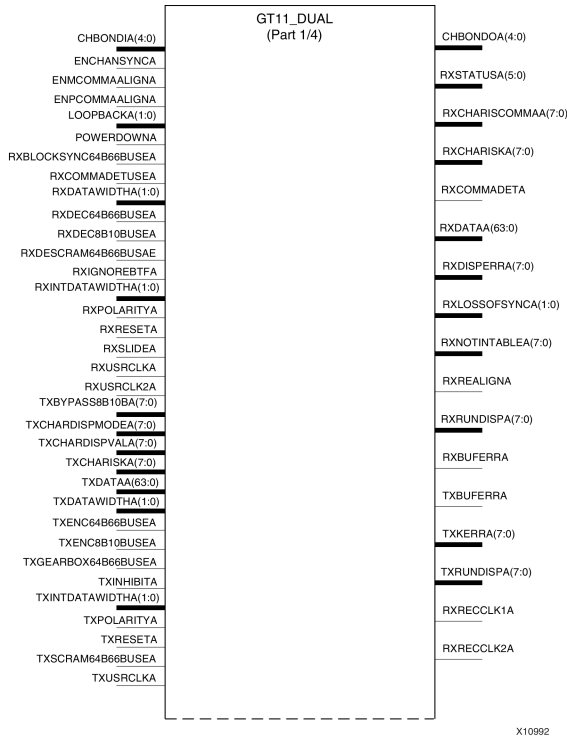 GT11_DUAL
(Part 1/4)
CHBONDIA(4:0)
ENCHANSYNCA
ENMCOMMAALIGNA
ENPCOMMAALIGNA
LOOPBACKA(1:0)
POWERDOWNA
RXBLOCKSYNC64B66BUSEA
RXCOMMADETUSEA
RXDATAWIDTHA(1:0)
RXDEC64B66BUSEA
RXDEC8B10BUSEA
RXDESCRAM64B66BUSAE
RXIGNOREBTFA
RXINTDATAWIDTHA(1:0)
RXPOLARITYA
RXRESETA
RXSLIDEA
RXUSRCLKA
RXUSRCLK2A
TXBYPASS8B10BA(7:0)
TXCHARDISPMODEA(7:0)
TXCHARDISPVALA(7:0)
TXCHARISKA(7:0)
TXDATAA(63:0)
TXDATAWIDTHA(1:0)
TXENC64B66BUSEA
TXENC8B10BUSEA
TXGEARBOX64B66BUSEA
TXINHIBITA
TXINTDATAWIDTHA(1:0)
TXPOLARITYA
TXRESETA
TXSCRAM64B66BUSEA
TXUSRCLKA
CHBONDOA(4:0)
RXSTATUSA(5:0)
RXCHARISCOMMAA(7:0)
RXCHARISKA(7:0)
RXCOMMADETA
RXDATAA(63:0)
RXDISPERRA(7:0)
RXLOSSOFSYNCA(1:0)
RXNOTINTABLEA(7:0)
RXREALIGNA
RXRUNDISPA(7:0)
RXBUFERRA
TXBUFERRA
TXKERRA(7:0)
TXRUNDISPA(7:0)
RXRECCLK1A
RXRECCLK2A
X10992